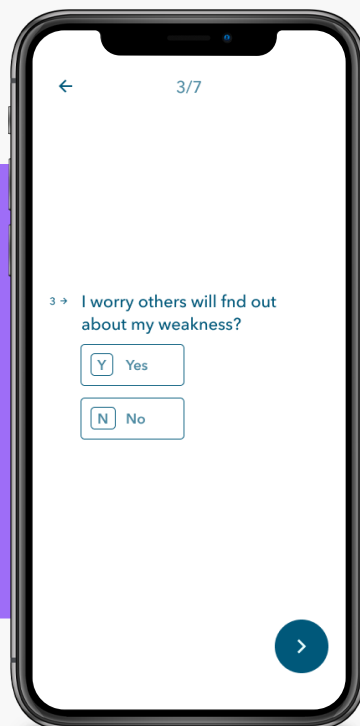 3/7
3 → I worry others will fnd out
about my weakness?
Y Yes
N No